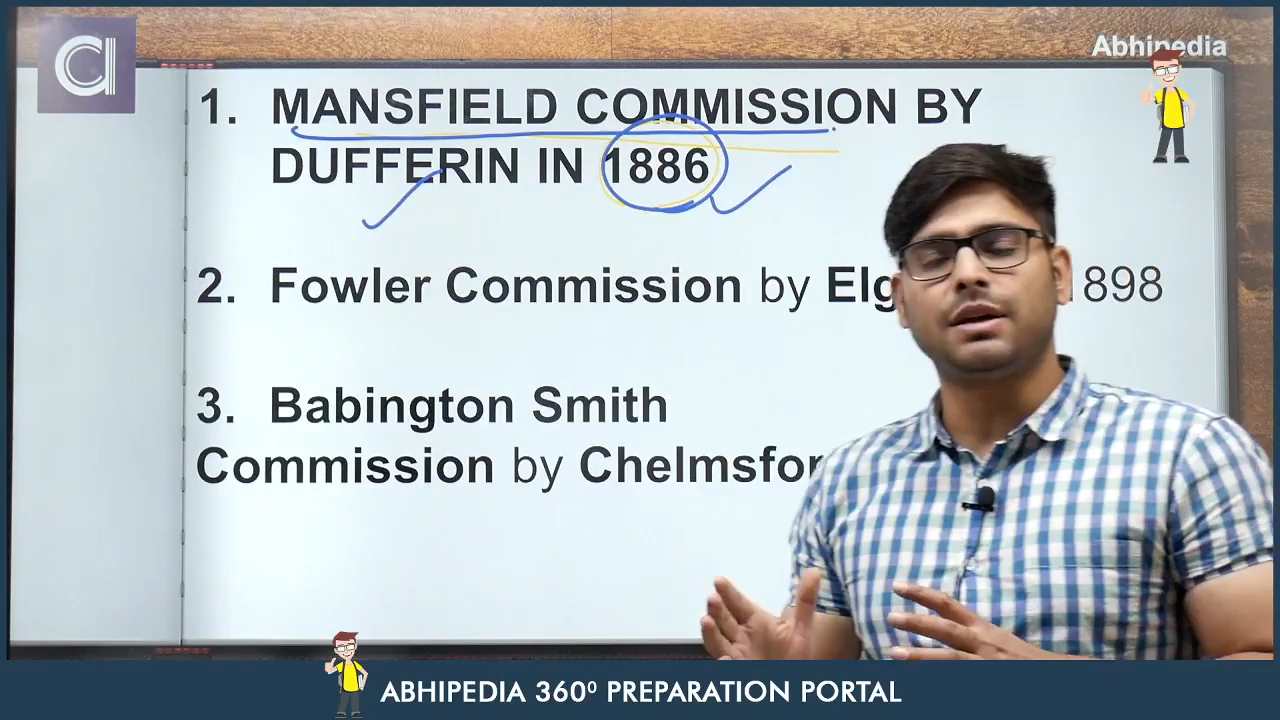 Abhipedia
1. MANSFIELD COMMISSION BY
DUFFERIN IN 1886
2. Fowler Commission by Elg 1898
3. Babington Smith
Commission by Chelmsfor
ABHIPEDIA 360⁰ PREPARATION PORTAL